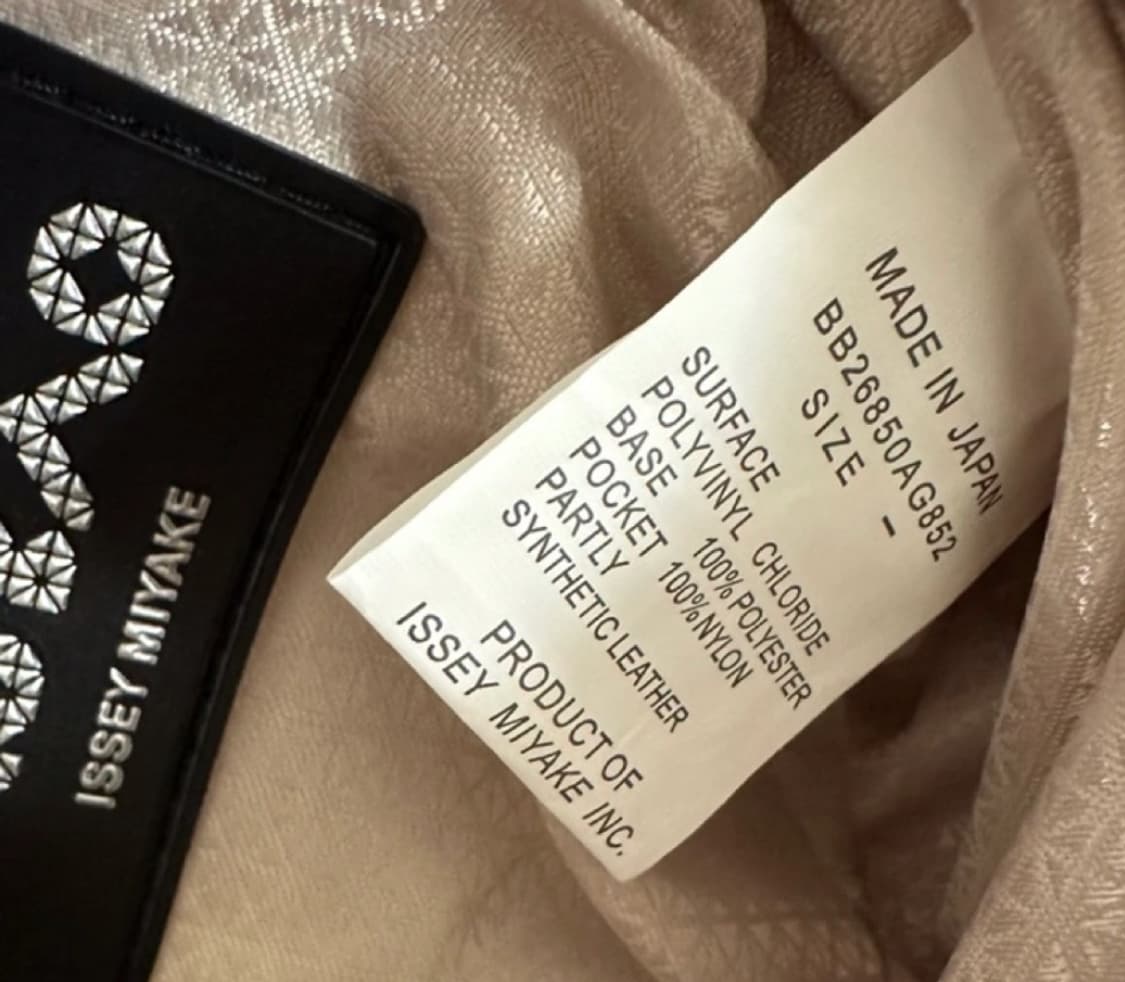 ISSEY MIYAKE
MADE IN JAPAN
BB26850AG852
SIZE -
SURFACE
POLYVINYL CHLORIDE
BASE 100% POLYESTER
POCKET 100% NYLON
PARTLY
SYNTHETIC LEATHER
PRODUCT OF
ISSEY MIYAKE INC.